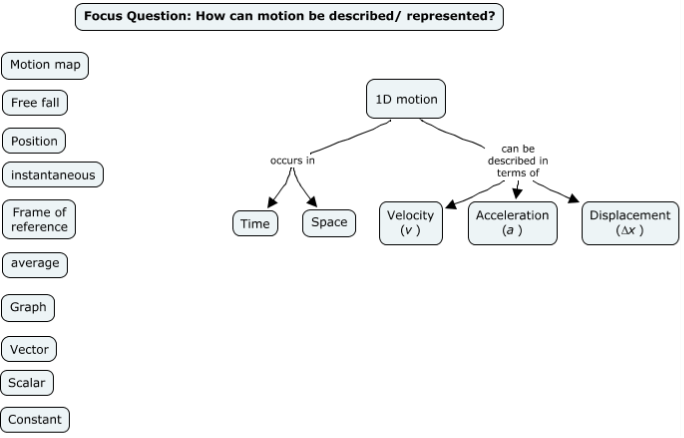 Focus Question: How can motion be described/ represented?
Motion map
Free fall
Position
instantaneous
Frame of
reference
average
Graph
Vector
Scalar
Constant
1D motion
occurs in
Time
Space
can be
described in
terms of
Velocity
(v )
Acceleration
(a )
Displacement
(Δx )